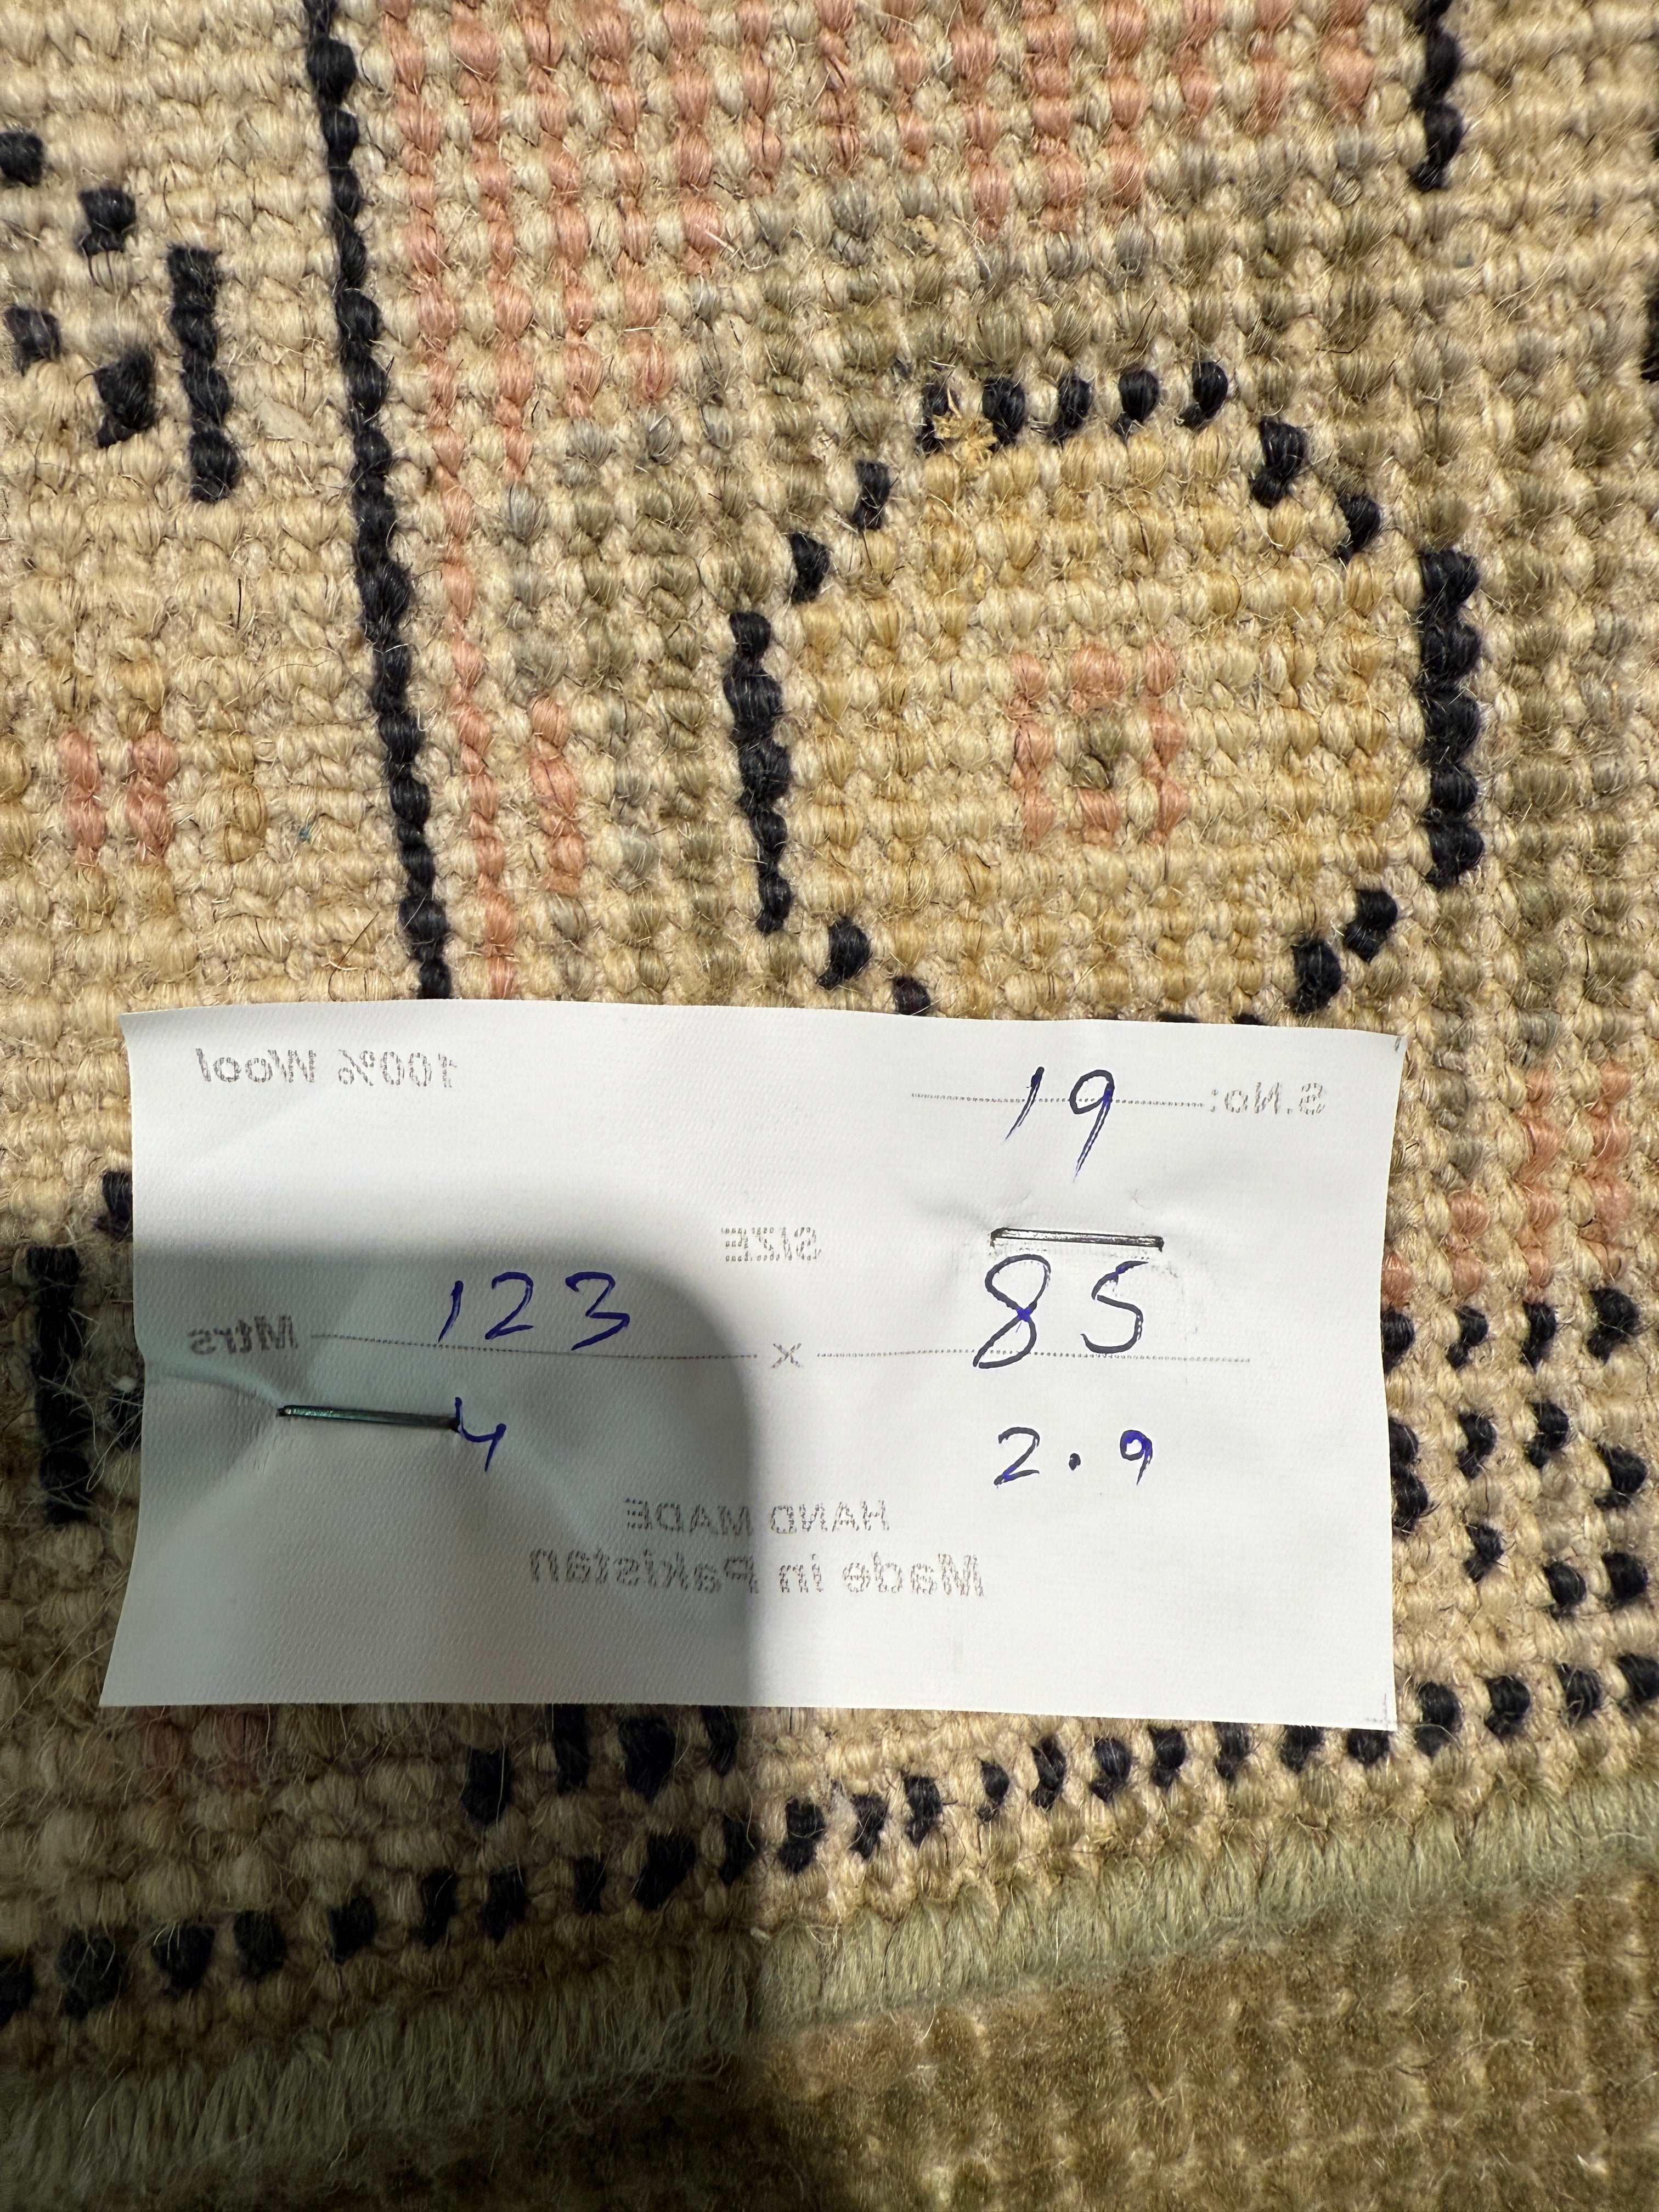 100% Wool
S.No: 19
SIZE
123 x 85 Mtrs
4 2.9
HAND MADE
Made in Pakistan